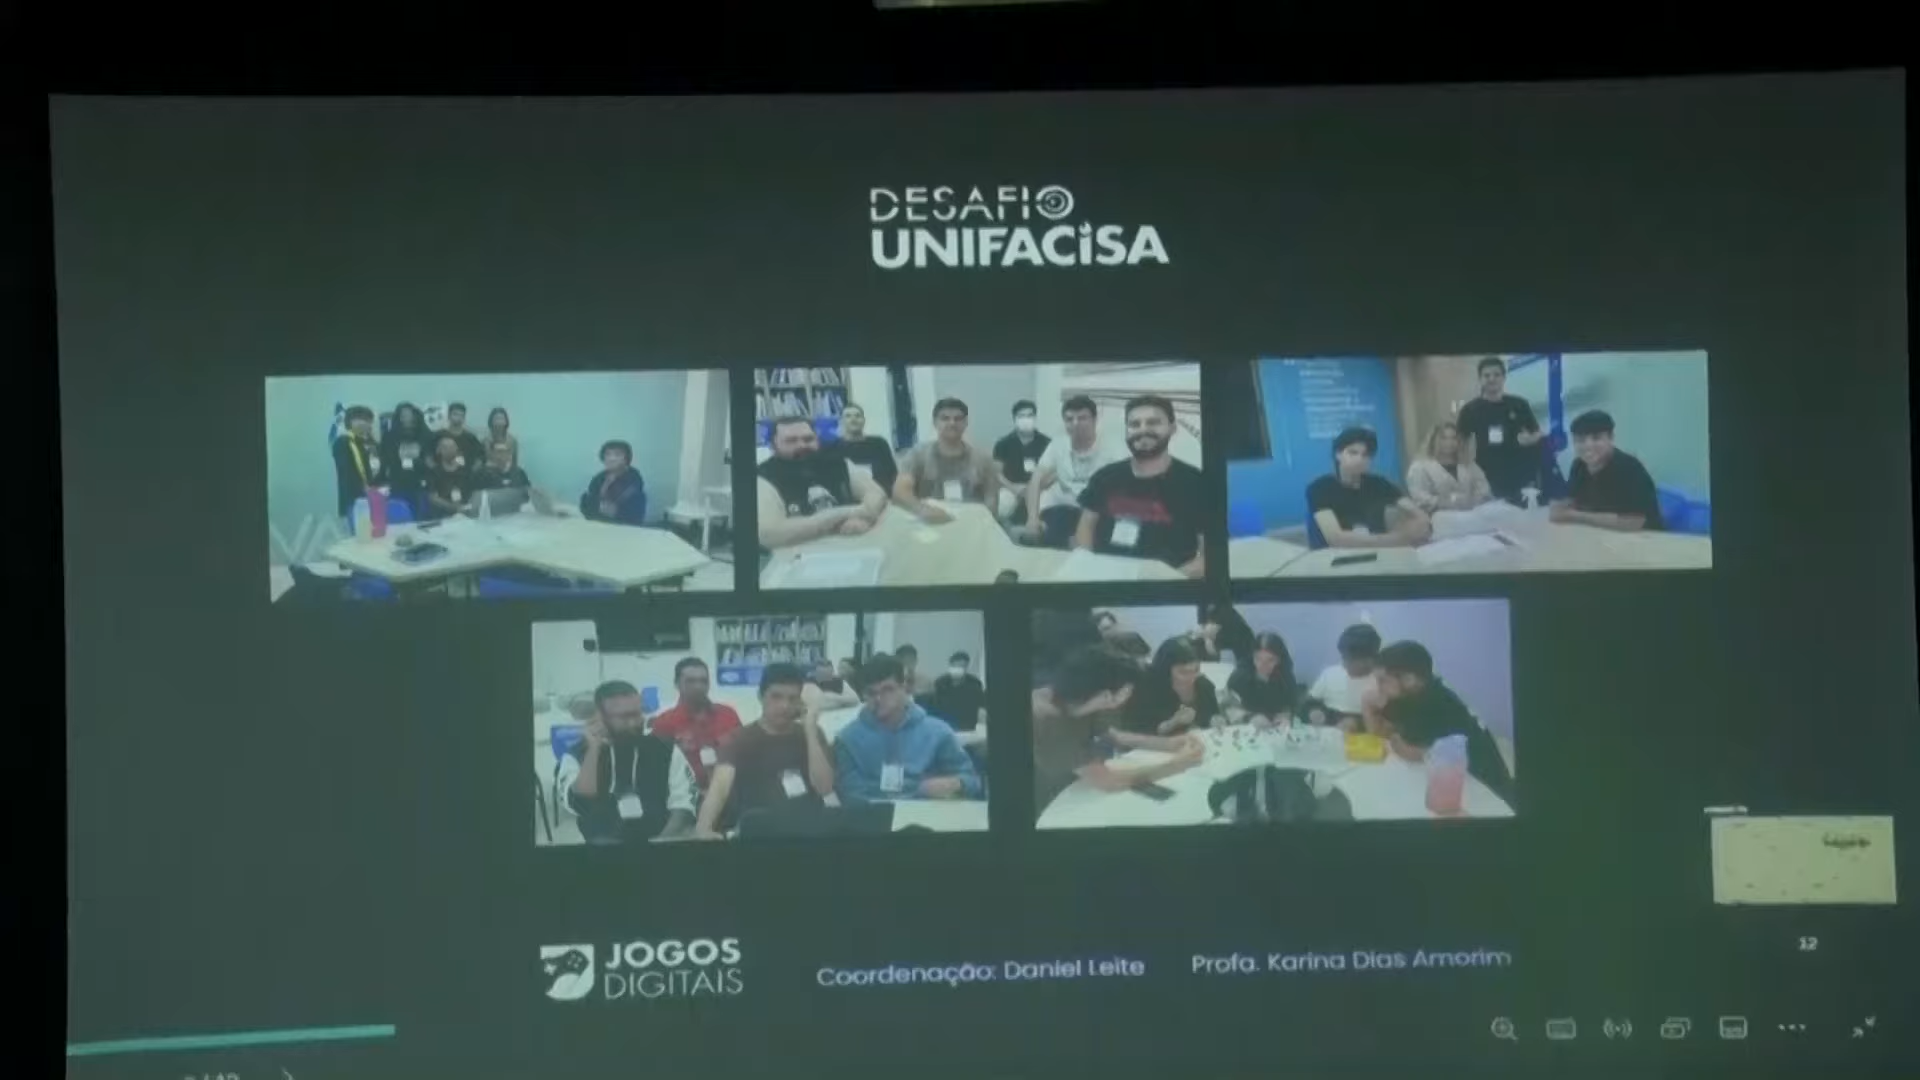 DESAFIO
UNIFACISA
JOGOS
DIGITAIS
Coordenação: Daniel Leite
Profa. Karina Dias Amorim
12